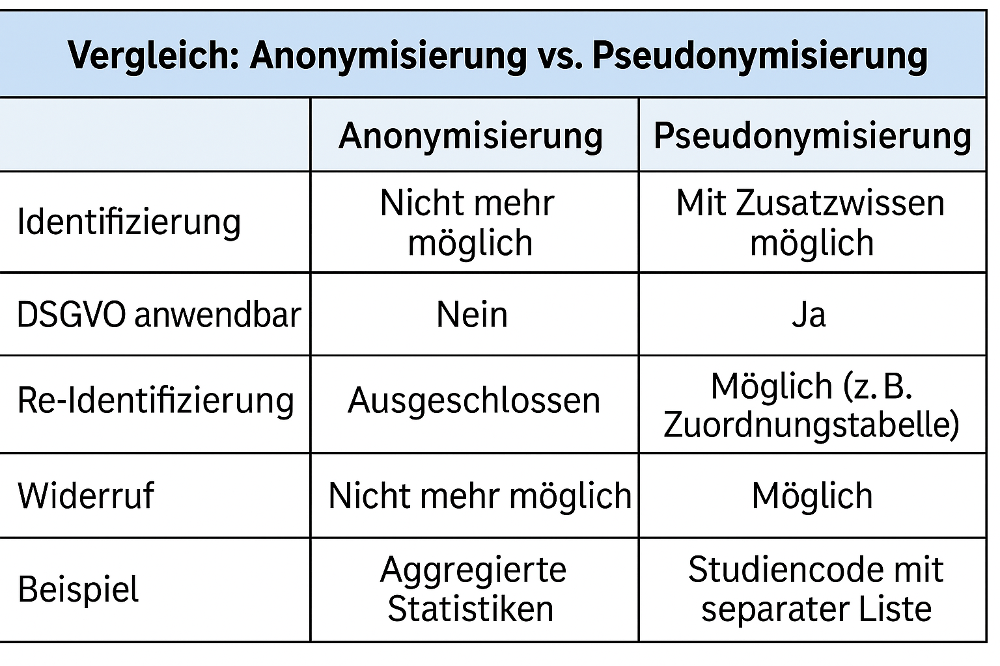 Vergleich: Anonymisierung vs. Pseudonymisierung
Anonymisierung
Pseudonymisierung
Identifizierung
Nicht mehr
möglich
Mit Zusatzwissen
möglich
DSGVO anwendbar
Nein
Ja
Re-Identifizierung
Ausgeschlossen
Möglich (z. B.
Zuordnungstabelle)
Widerruf
Nicht mehr möglich
Möglich
Beispiel
Aggregierte
Statistiken
Studiencode mit
separater Liste